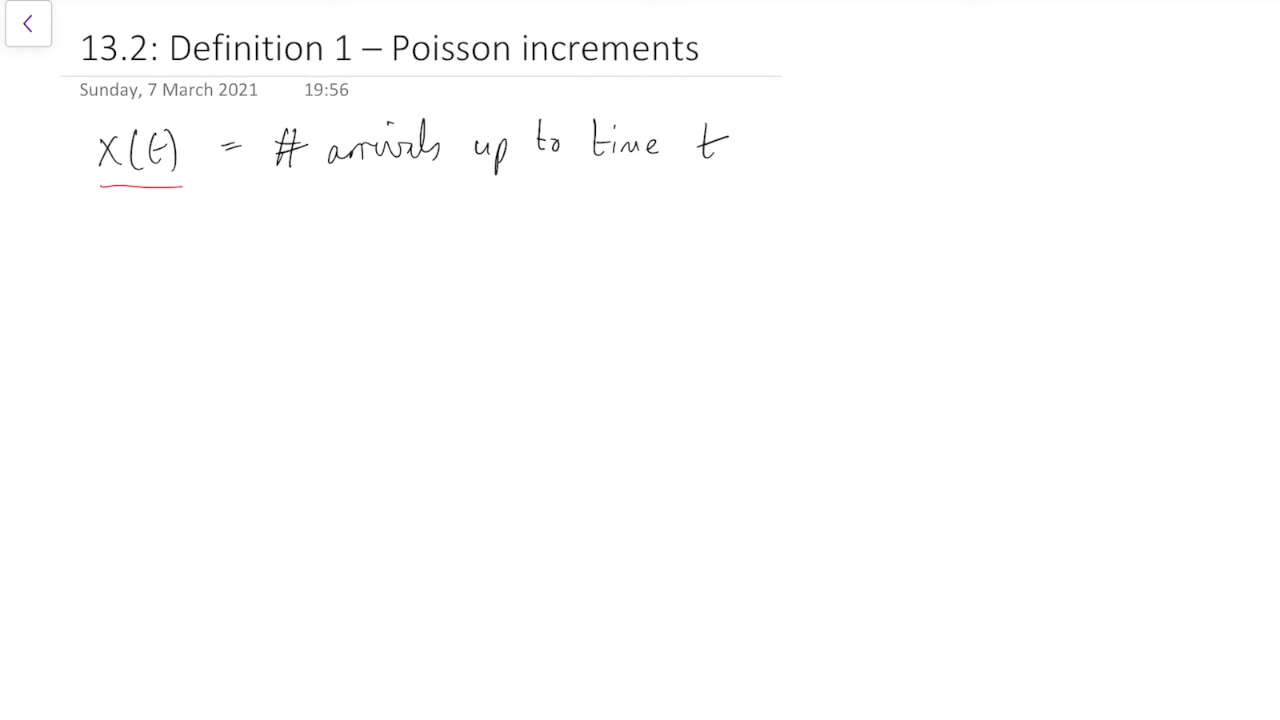 13.2: Definition 1 – Poisson increments
Sunday, 7 March 2021 19:56
X(t) = # arrivals up to time t